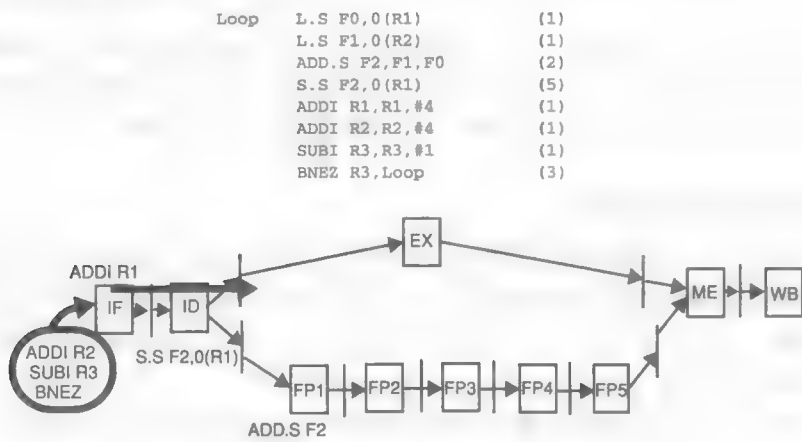 Loop L.S F0,0(R1) (1)
L.S F1,0(R2) (1)
ADD.S F2,F1,F0 (2)
S.S F2,0(R1) (5)
ADDI R1,R1,#4 (1)
ADDI R2,R2,#4 (1)
SUBI R3,R3,#1 (1)
BNEZ R3,Loop (3)
EX
ADDI R1
IF
ID
ME
WB
ADDI R2
SUBI R3
BNEZ
S.S F2,0(R1)
FP1
FP2
FP3
FP4
FP5
ADD.S F2